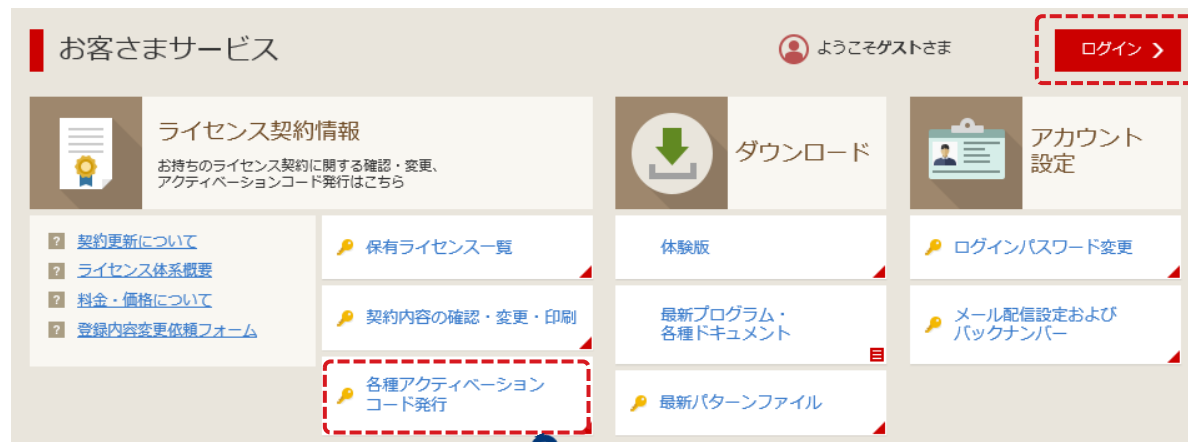 お客さまサービス
ようこそゲストさま
ログイン
ライセンス契約情報
お持ちのライセンス契約に関する確認・変更、
アクティベーションコード発行はこちら
? 契約更新について
? ライセンス体系概要
? 料金・価格について
? 登録内容変更依頼フォーム
保有ライセンス一覧
契約内容の確認・変更・印刷
各種アクティベーション
コード発行
ダウンロード
体験版
最新プログラム・
各種ドキュメント
最新パターンファイル
アカウント
設定
ログインパスワード変更
メール配信設定および
バックナンバー